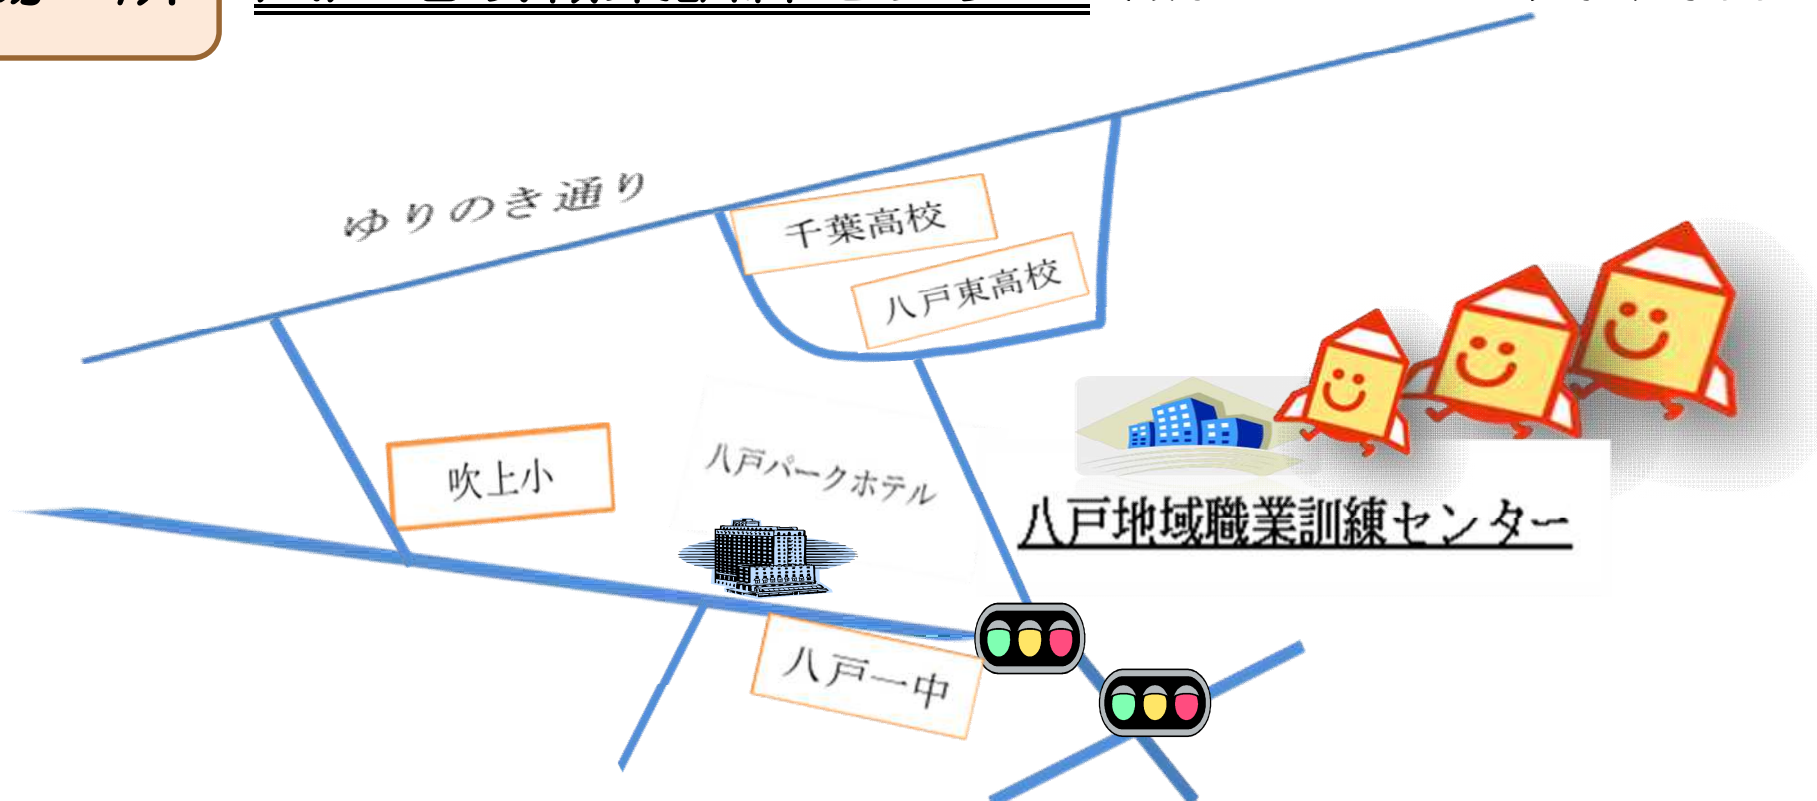 ゆりのき通り
千葉高校
八戸東高校
吹上小
八戸パークホテル
八戸地域職業訓練センター
八戸一中